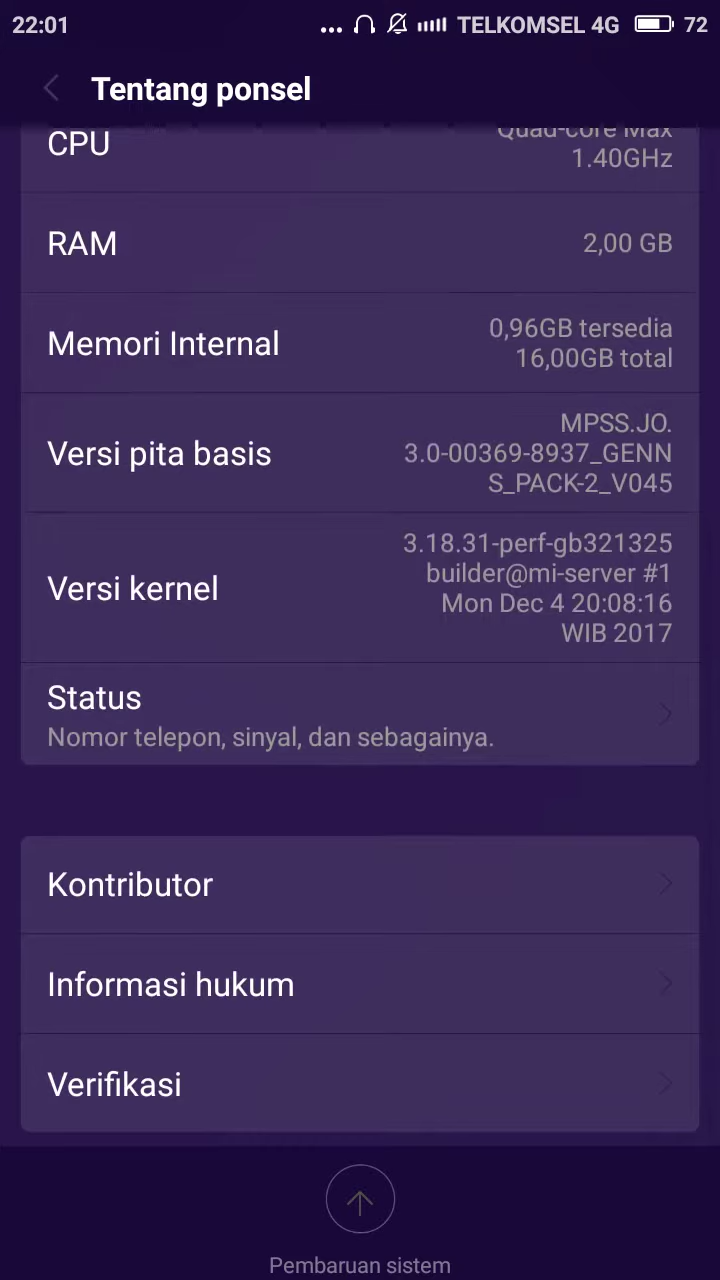 22:01 ... TELKOMSEL 4G 72
Tentang ponsel
CPU
Quad-core Max
1.40GHz
RAM
2,00 GB
Memori Internal
0,96GB tersedia
16,00GB total
Versi pita basis
MPSS.JO.
3.0-00369-8937_GENN
S_PACK-2_V045
Versi kernel
3.18.31-perf-gb321325
builder@mi-server #1
Mon Dec 4 20:08:16
WIB 2017
Status
Nomor telepon, sinyal, dan sebagainya.
Kontributor
Informasi hukum
Verifikasi
Pembaruan sistem